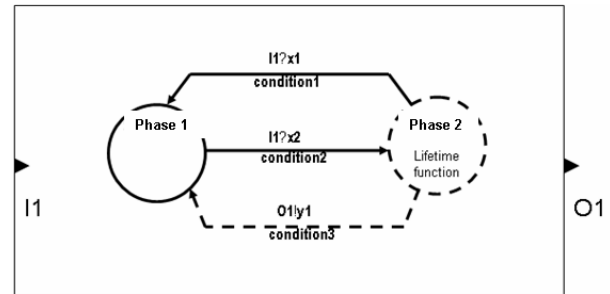 I1?x1
condition1
Phase 1
Phase 2
I1?x2
condition2
Lifetime
function
I1
O1
O1!y1
condition3